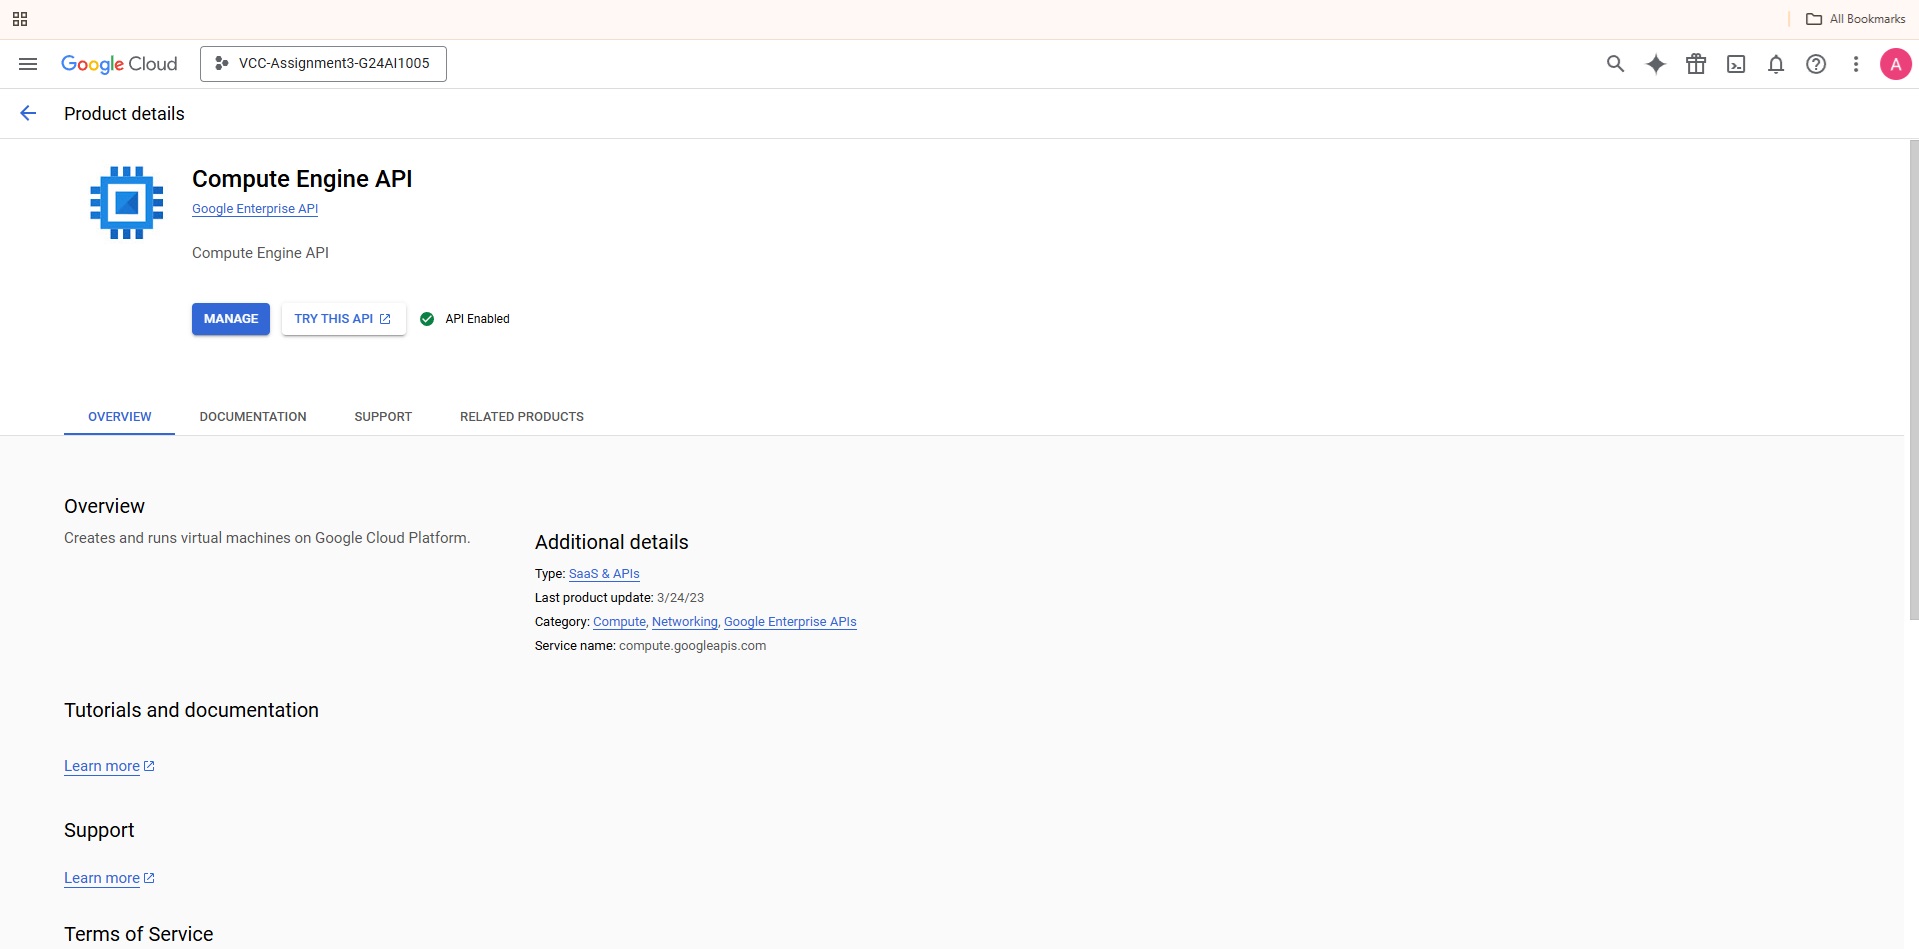 All Bookmarks
Google Cloud
VCC-Assignment3-G24AI1005
A
Product details
Compute Engine API
Google Enterprise API
Compute Engine API
MANAGE
TRY THIS API
API Enabled
OVERVIEW
DOCUMENTATION
SUPPORT
RELATED PRODUCTS
Overview
Creates and runs virtual machines on Google Cloud Platform.
Additional details
Type: SaaS & APIs
Last product update: 3/24/23
Category: Compute, Networking, Google Enterprise APIs
Service name: compute.googleapis.com
Tutorials and documentation
Learn more
Support
Learn more
Terms of Service